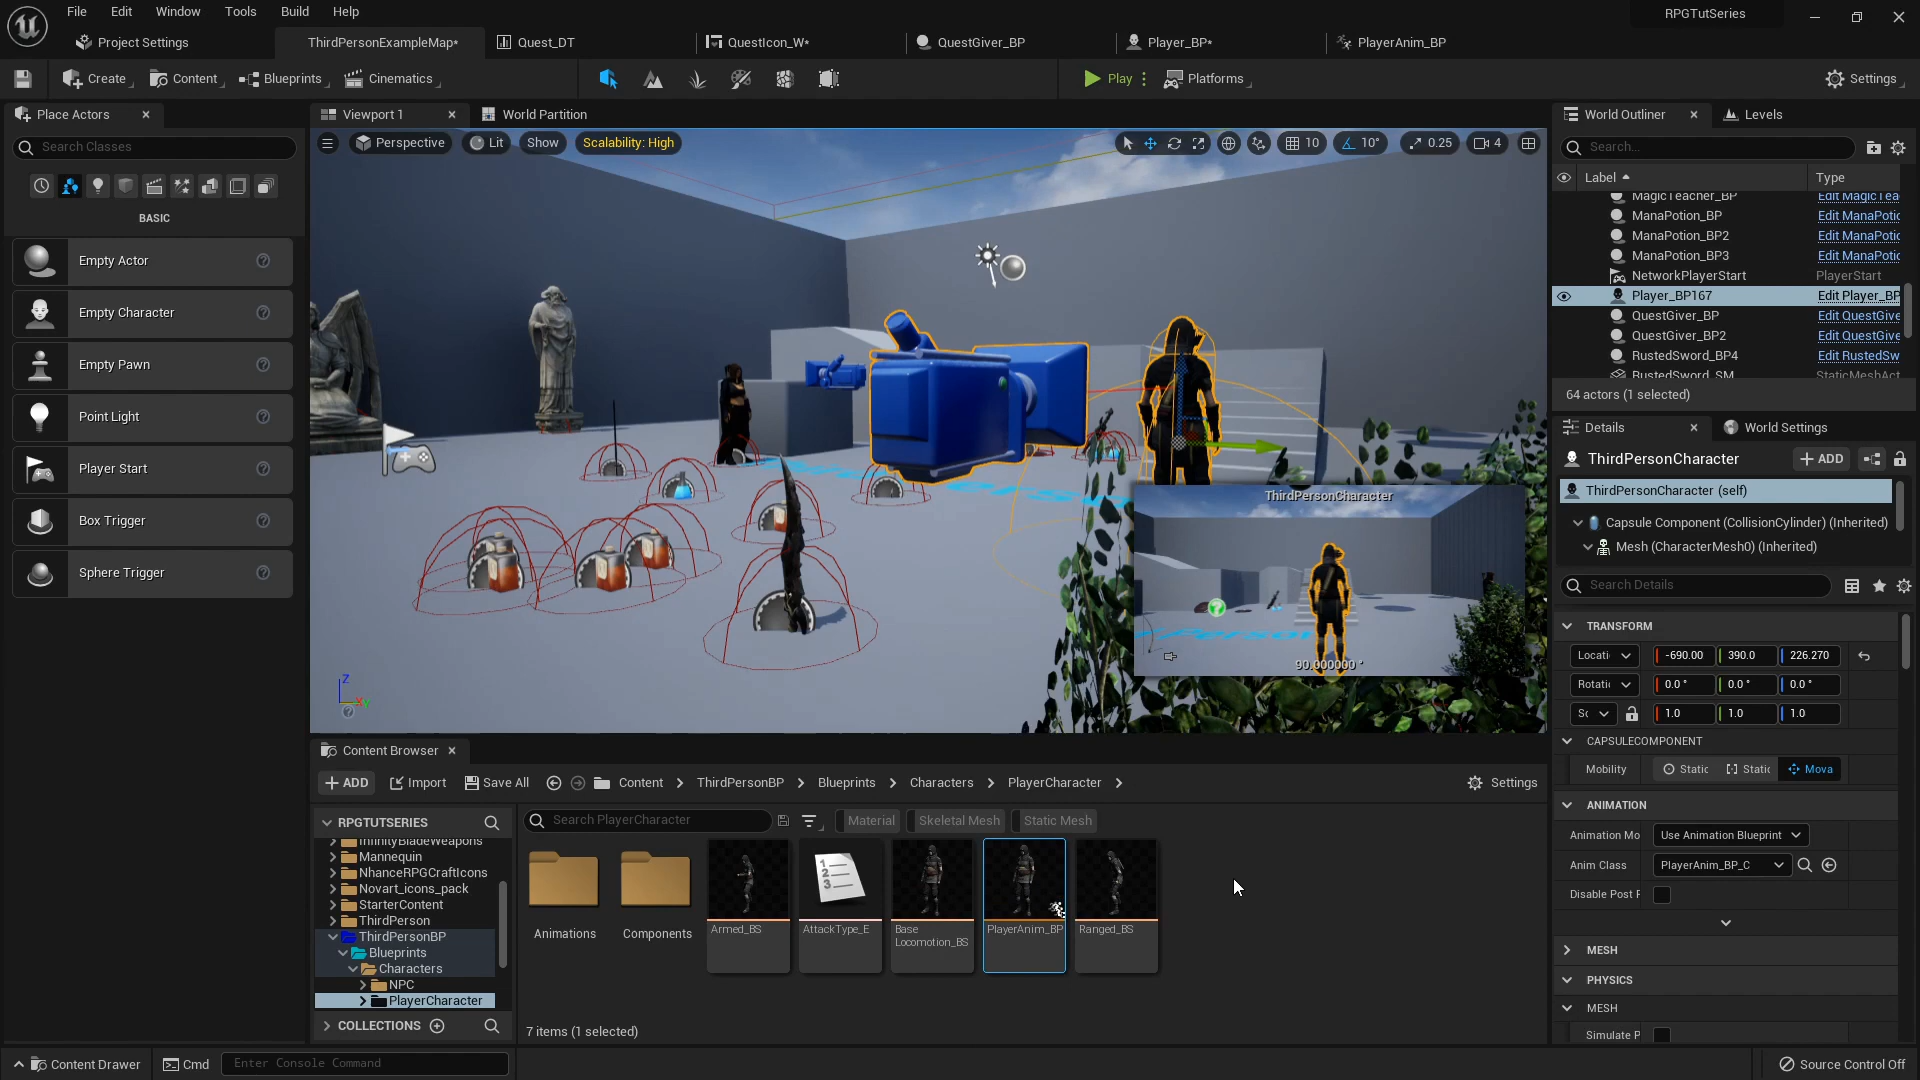 File Edit Window Tools Build Help
RPGTutSeries
Project Settings
ThirdPersonExampleMap*
Quest_DT
QuestIcon_W*
QuestGiver_BP
Player_BP*
PlayerAnim_BP
Create
Content
Blueprints
Cinematics
Play
Platforms
Settings
Place Actors
Search Classes
BASIC
Empty Actor
Empty Character
Empty Pawn
Point Light
Player Start
Box Trigger
Sphere Trigger
Viewport 1
World Partition
Perspective
Lit
Show
Scalability: High
10
10°
0.25
4
ThirdPersonCharacter
90.000000 °
Z
Y
World Outliner
Levels
Search...
Label
Type
MagicTeacher_BP Edit MagicTea
ManaPotion_BP Edit ManaPotic
ManaPotion_BP2 Edit ManaPotic
ManaPotion_BP3 Edit ManaPotic
NetworkPlayerStart PlayerStart
Player_BP167 Edit Player_BP
QuestGiver_BP Edit QuestGive
QuestGiver_BP2 Edit QuestGive
RustedSword_BP4 Edit RustedSw
RustedSword_SM StaticMeshAct
64 actors (1 selected)
Details
World Settings
ThirdPersonCharacter
ADD
ThirdPersonCharacter (self)
Capsule Component (CollisionCylinder) (Inherited)
Mesh (CharacterMesh0) (Inherited)
Search Details
TRANSFORM
Locati -690.00 390.0 226.270
Rotati 0.0 ° 0.0 ° 0.0 °
Sc 1.0 1.0 1.0
CAPSULECOMPONENT
Mobility Static Static Mova
ANIMATION
Animation Mo Use Animation Blueprint
Anim Class PlayerAnim_BP_C
Disable Post F
MESH
PHYSICS
MESH
Simulate P
Content Browser
ADD
Import
Save All
Content
ThirdPersonBP
Blueprints
Characters
PlayerCharacter
Settings
RPGTUTSERIES
InfinityBladeWeapons
Mannequin
NhanceRPGCraftIcons
Novart_icons_pack
StarterContent
ThirdPerson
ThirdPersonBP
Blueprints
Characters
NPC
PlayerCharacter
COLLECTIONS
Search PlayerCharacter
Material
Skeletal Mesh
Static Mesh
Animations
Components
Armed_BS
AttackType_E
Base
Locomotion_BS
PlayerAnim_BP
Ranged_BS
7 items (1 selected)
Content Drawer
Cmd
Enter Console Command
Source Control Off